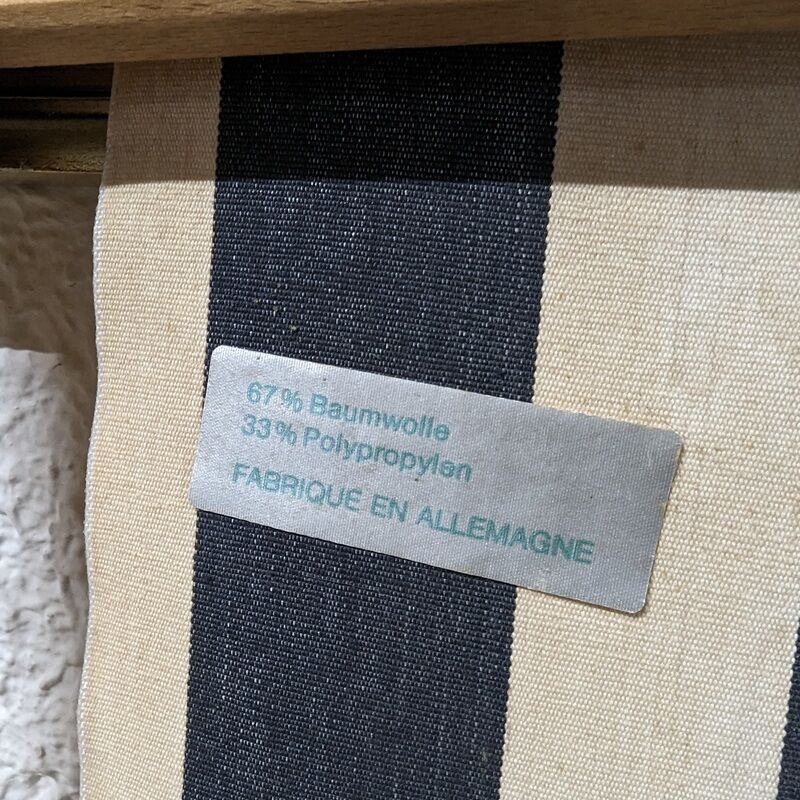 67% Baumwolle
33% Polypropylen
FABRIQUE EN ALLEMAGNE